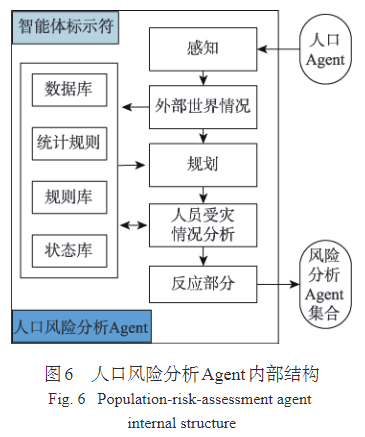 智能体标示符
感知
人口
Agent
数据库
外部世界情况
统计规则
规划
规则库
人员受灾
情况分析
状态库
反应部分
风险
分析
Agent
集合
人口风险分析Agent
图6 人口风险分析Agent内部结构
Fig. 6 Population-risk-assessment agent
internal structure